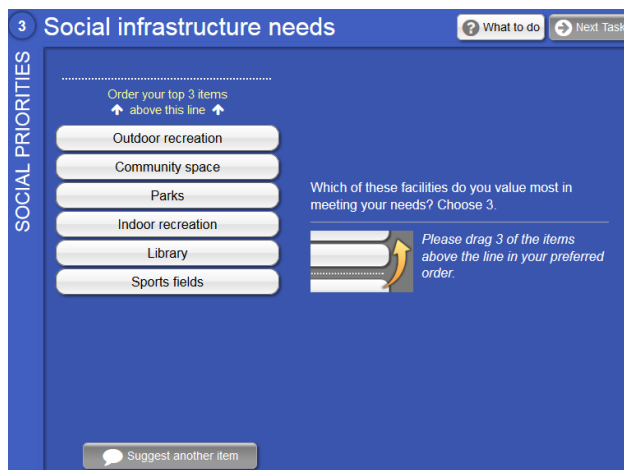 3 Social infrastructure needs
What to do
Next Task
SOCIAL PRIORITIES
Order your top 3 items
above this line
Outdoor recreation
Community space
Parks
Indoor recreation
Library
Sports fields
Which of these facilities do you value most in
meeting your needs? Choose 3.
Please drag 3 of the items
above the line in your preferred
order.
Suggest another item